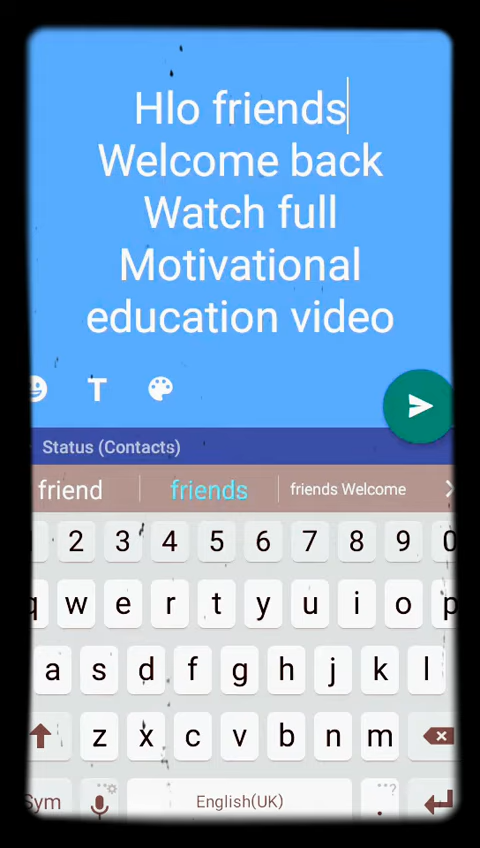 Hlo friends
Welcome back
Watch full
Motivational
education video
T
Status (Contacts)
friend friends friends Welcome
2 3 4 5 6 7 8 9 0
q w e r t y u i o p
a s d f g h j k l
z x c v b n m
Sym English(UK) .